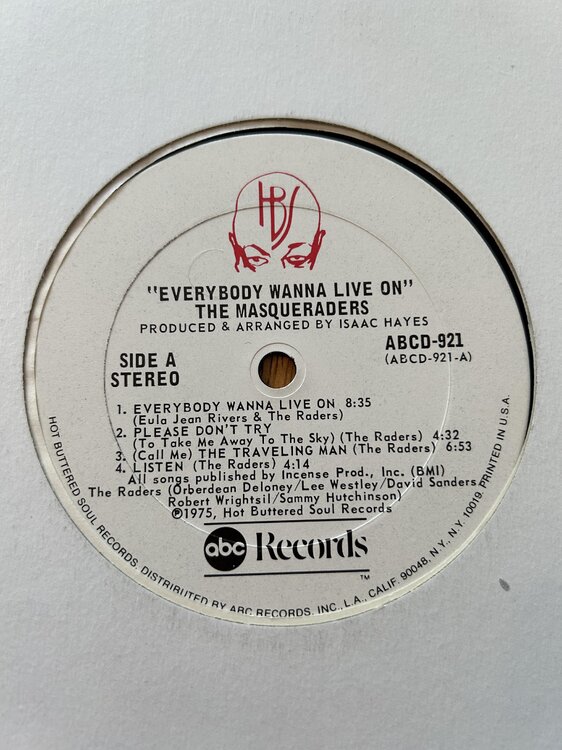 HBS
"EVERYBODY WANNA LIVE ON"
THE MASQUERADERS
PRODUCED & ARRANGED BY ISAAC HAYES
SIDE A
STEREO
ABCD-921
(ABCD-921-A)
1. EVERYBODY WANNA LIVE ON 8:35
(Eula Jean Rivers & The Raders)
2. PLEASE DON'T TRY
(To Take Me Away To The Sky) (The Raders) 4:32
3. (Call Me) THE TRAVELING MAN (The Raders) 6:53
4. LISTEN (The Raders) 4:14
All songs published by Incense Prod., Inc. (BMI)
The Raders (Orberdean Deloney/Lee Westley/David Sanders
Robert Wrightsil/Sammy Hutchinson)
℗1975, Hot Buttered Soul Records
abc Records
™
HOT BUTTERED SOUL RECORDS. DISTRIBUTED BY ABC RECORDS, INC., L.A., CALIF. 90048, N.Y., N.Y. 10019. PRINTED IN U.S.A.